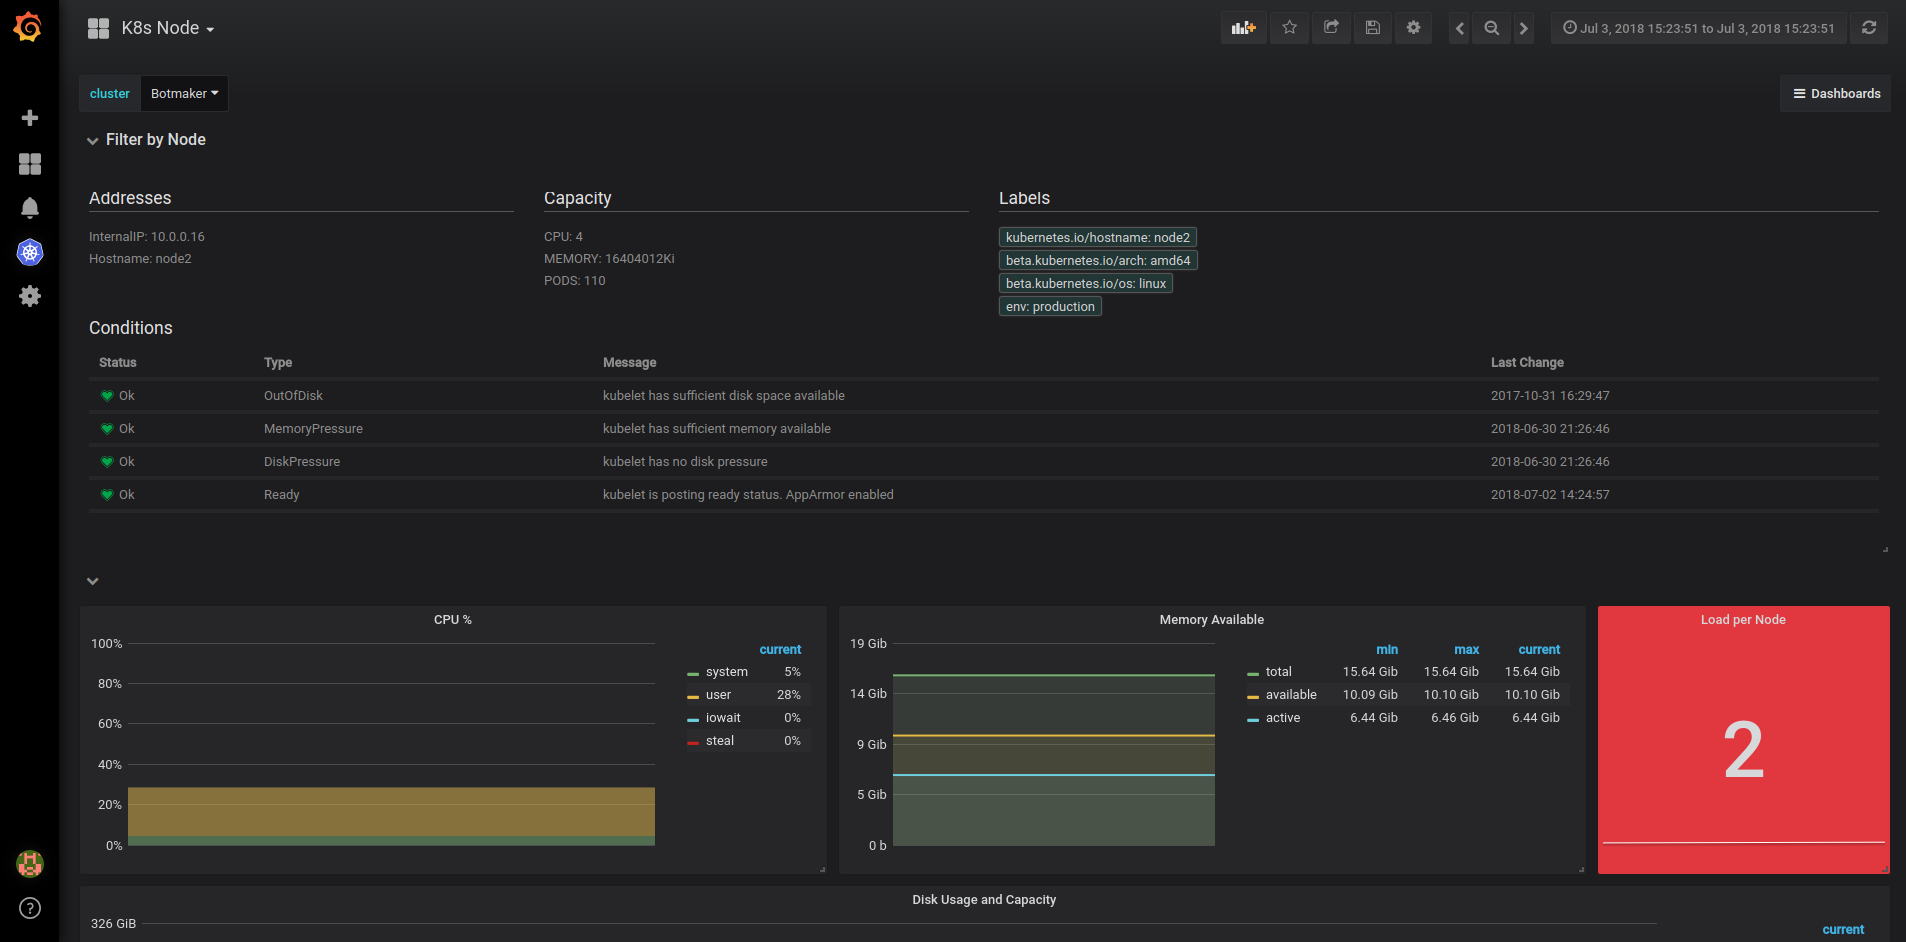 K8s Node
Jul 3, 2018 15:23:51 to Jul 3, 2018 15:23:51
cluster Botmaker
Dashboards
Filter by Node
Addresses
InternalIP: 10.0.0.16
Hostname: node2
Capacity
CPU: 4
MEMORY: 16404012Ki
PODS: 110
Labels
kubernetes.io/hostname: node2
beta.kubernetes.io/arch: amd64
beta.kubernetes.io/os: linux
env: production
Conditions
Status Type Message Last Change
Ok OutOfDisk kubelet has sufficient disk space available 2017-10-31 16:29:47
Ok MemoryPressure kubelet has sufficient memory available 2018-06-30 21:26:46
Ok DiskPressure kubelet has no disk pressure 2018-06-30 21:26:46
Ok Ready kubelet is posting ready status. AppArmor enabled 2018-07-02 14:24:57
CPU %
100%
80%
60%
40%
20%
0%
current
system 5%
user 28%
iowait 0%
steal 0%
Memory Available
19 Gib
14 Gib
9 Gib
5 Gib
0 b
min max current
total 15.64 Gib 15.64 Gib 15.64 Gib
available 10.09 Gib 10.10 Gib 10.10 Gib
active 6.44 Gib 6.46 Gib 6.44 Gib
Load per Node
2
Disk Usage and Capacity
326 GiB
current